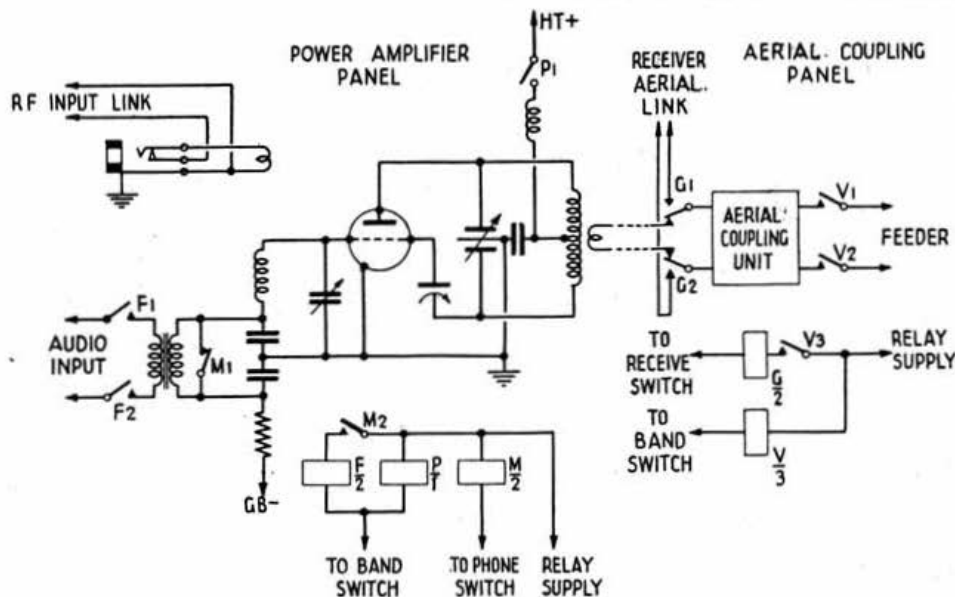 HT+
POWER AMPLIFIER
PANEL
P1
RECEIVER
AERIAL.
LINK
AERIAL. COUPLING
PANEL
RF INPUT LINK
G1
G2
AERIAL:
COUPLING
UNIT
V1
V2
FEEDER
F1
AUDIO
INPUT
F2
M1
GB-
M2
F/2
P/1
M/2
TO BAND
SWITCH
TO PHONE
SWITCH
RELAY
SUPPLY
TO
RECEIVE
SWITCH
V3
G/2
RELAY
SUPPLY
TO
BAND
SWITCH
V/3